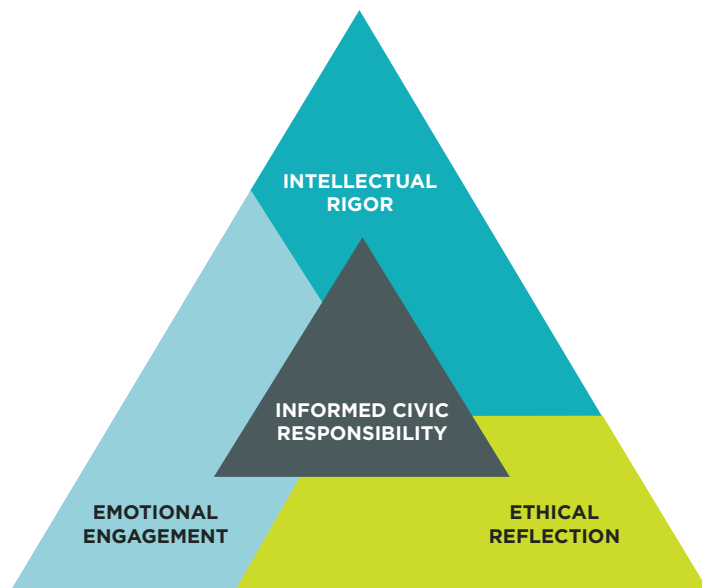 INTELLECTUAL
RIGOR
INFORMED CIVIC
RESPONSIBILITY
EMOTIONAL
ENGAGEMENT
ETHICAL
REFLECTION